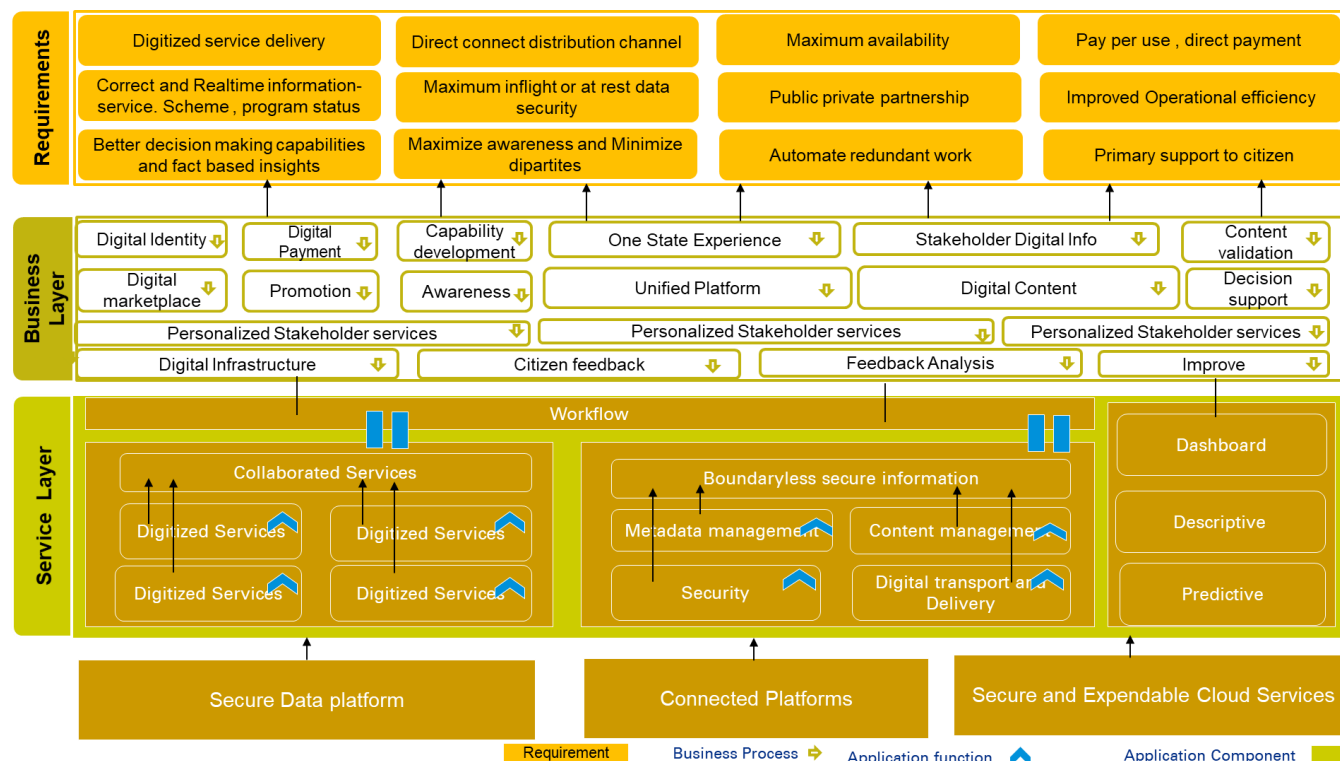 Requirements
Digitized service delivery
Direct connect distribution channel
Maximum availability
Pay per use , direct payment
Correct and Realtime information-
service. Scheme , program status
Maximum inflight or at rest data
security
Public private partnership
Improved Operational efficiency
Better decision making capabilities
and fact based insights
Maximize awareness and Minimize
dipartites
Automate redundant work
Primary support to citizen
Business
Layer
Digital Identity
Digital
Payment
Capability
development
One State Experience
Stakeholder Digital Info
Content
validation
Digital
marketplace
Promotion
Awareness
Unified Platform
Digital Content
Decision
support
Personalized Stakeholder services
Personalized Stakeholder services
Personalized Stakeholder services
Digital Infrastructure
Citizen feedback
Feedback Analysis
Improve
Service Layer
Workflow
Collaborated Services
Digitized Services
Digitized Services
Digitized Services
Digitized Services
Boundaryless secure information
Metadata management
Content management
Security
Digital transport and
Delivery
Dashboard
Descriptive
Predictive
Secure Data platform
Connected Platforms
Secure and Expendable Cloud Services
Requirement
Business Process
Application function
Application Component